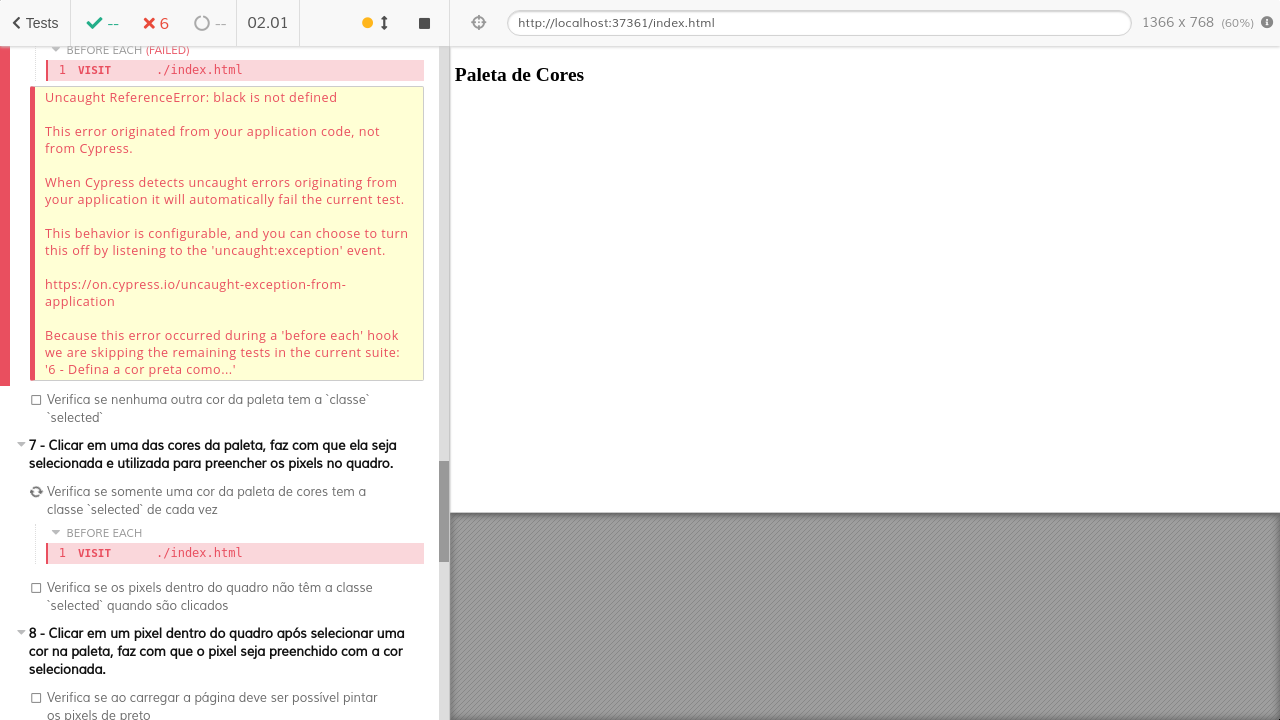 Tests -- 6 -- 02.01 http://localhost:37361/index.html 1366 x 768 (60%)
BEFORE EACH (FAILED)
1 VISIT ./index.html
Uncaught ReferenceError: black is not defined
This error originated from your application code, not
from Cypress.
When Cypress detects uncaught errors originating from
your application it will automatically fail the current test.
This behavior is configurable, and you can choose to turn
this off by listening to the 'uncaught:exception' event.
https://on.cypress.io/uncaught-exception-from-
application
Because this error occurred during a 'before each' hook
we are skipping the remaining tests in the current suite:
'6 - Defina a cor preta como...'
Verifica se nenhuma outra cor da paleta tem a `classe`
`selected`
7 - Clicar em uma das cores da paleta, faz com que ela seja
selecionada e utilizada para preencher os pixels no quadro.
Verifica se somente uma cor da paleta de cores tem a
classe `selected` de cada vez
BEFORE EACH
1 VISIT ./index.html
Verifica se os pixels dentro do quadro não têm a classe
`selected` quando são clicados
8 - Clicar em um pixel dentro do quadro após selecionar uma
cor na paleta, faz com que o pixel seja preenchido com a cor
selecionada.
Verifica se ao carregar a página deve ser possível pintar
os pixels de preto
Paleta de Cores